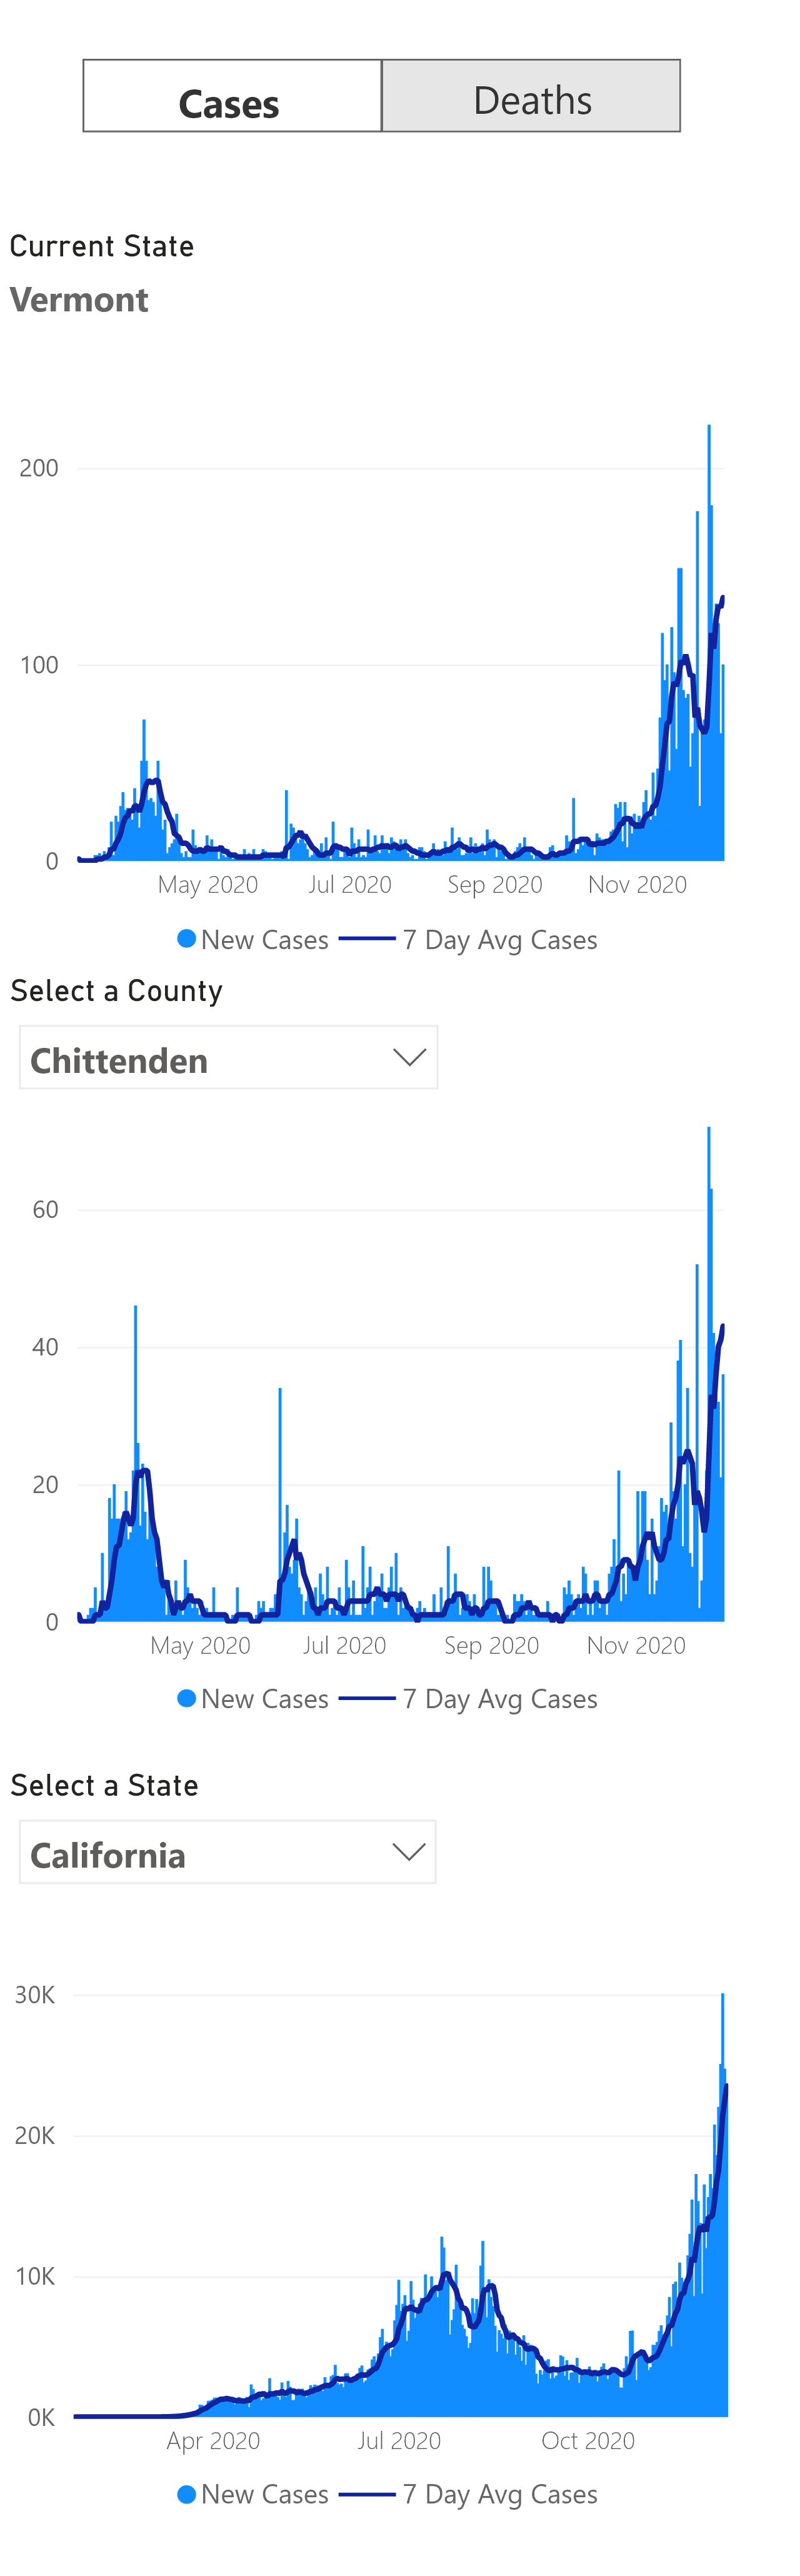 Cases Deaths
Current State
Vermont
200
100
0
May 2020 Jul 2020 Sep 2020 Nov 2020
New Cases 7 Day Avg Cases
Select a County
Chittenden
60
40
20
0
May 2020 Jul 2020 Sep 2020 Nov 2020
New Cases 7 Day Avg Cases
Select a State
California
30K
20K
10K
0K
Apr 2020 Jul 2020 Oct 2020
New Cases 7 Day Avg Cases